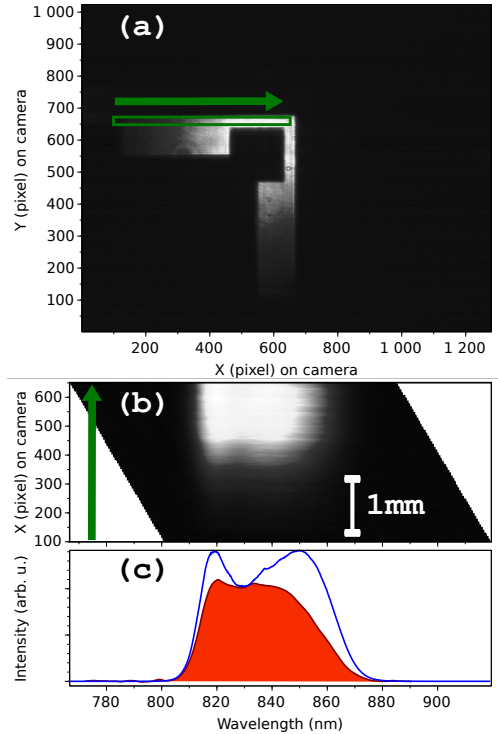 1000
900
800
700
600
500
400
300
200
100
Y (pixel) on camera
(a)
200 400 600 800 1 000 1 200
X (pixel) on camera
600
500
400
300
200
100
X (pixel) on camera
(b)
1mm
Intensity (arb. u.)
(c)
780 800 820 840 860 880 900
Wavelength (nm)